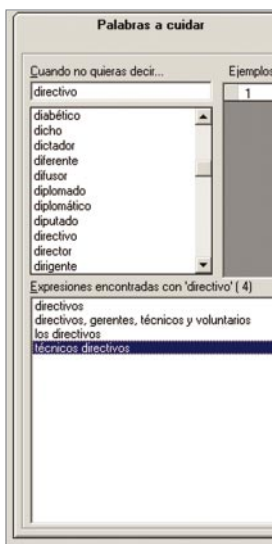 Palabras a cuidar
Cuando no quieras decir...
Ejemplos
directivo
1
diabético
dicho
dictador
diferente
difusor
diplomado
diplomático
diputado
directivo
director
dirigente
Expresiones encontradas con 'directivo' ( 4)
directivos
directivos, gerentes, técnicos y voluntarios
los directivos
técnicos directivos